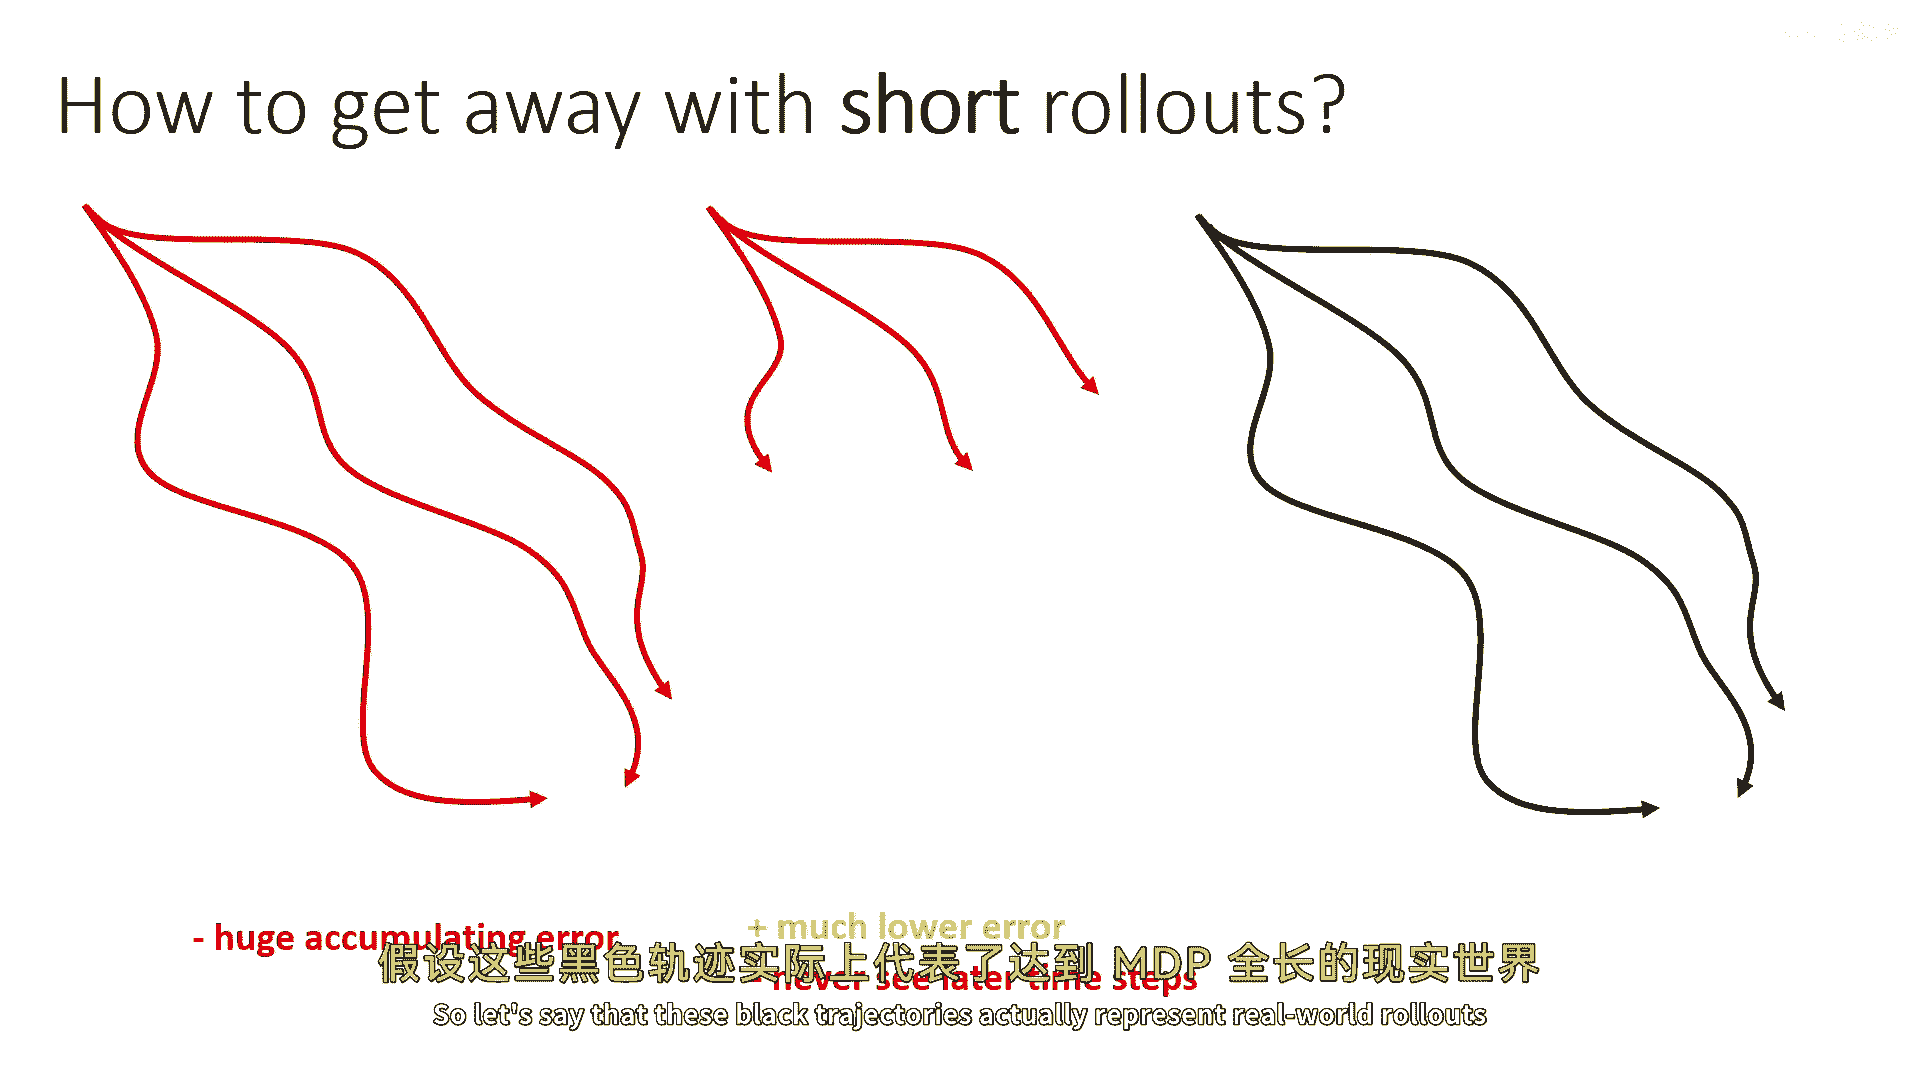 How to get away with short rollouts?
- huge accumulating error
+ much lower error
- never see later time steps
假设这些黑色轨迹实际上代表了达到 MDP 全长的现实世界
So let's say that these black trajectories actually represent real-world rollouts